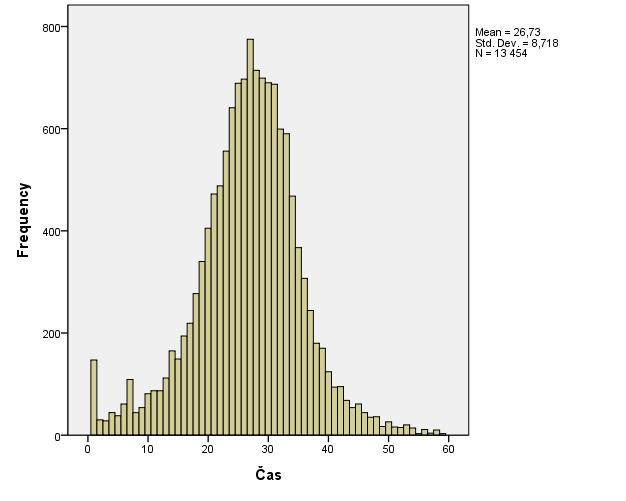 Mean = 26,73
Std. Dev. = 8,718
N = 13 454
Frequency
800
600
400
200
0
0 10 20 30 40 50 60
Čas